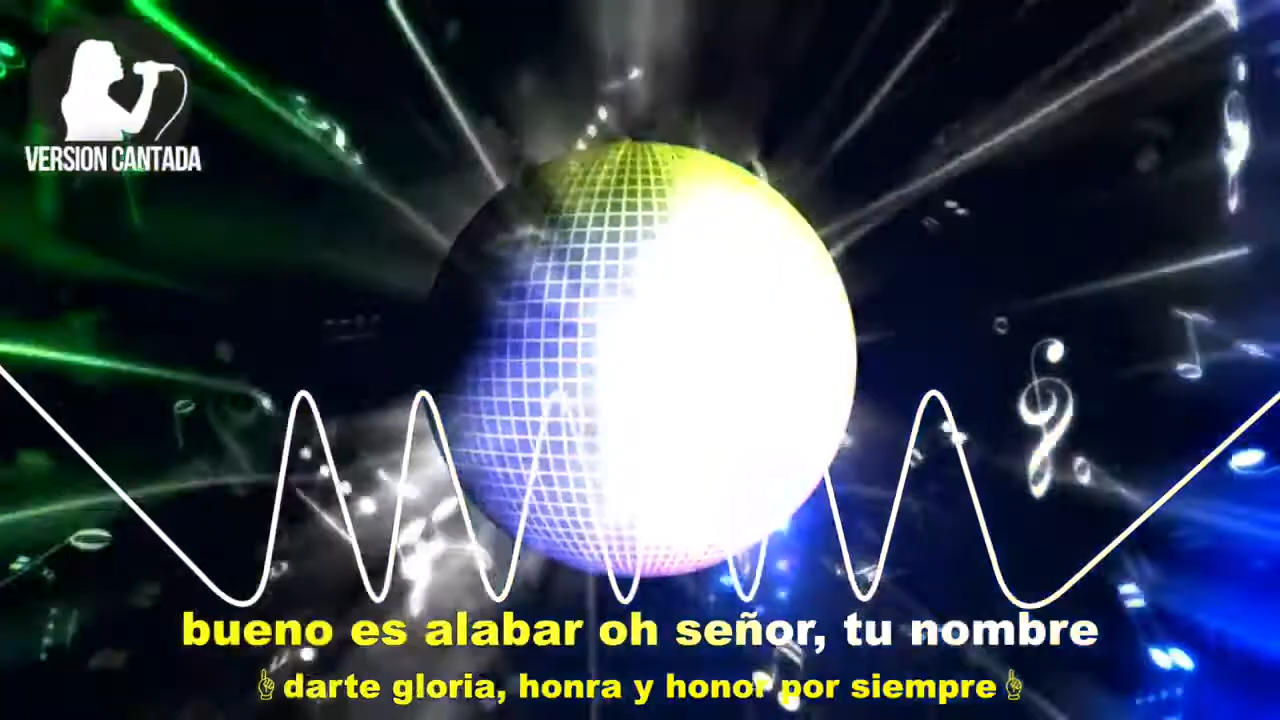 VERSION CANTADA
bueno es alabar oh señor, tu nombre
☝darte gloria, honra y honor por siempre☝